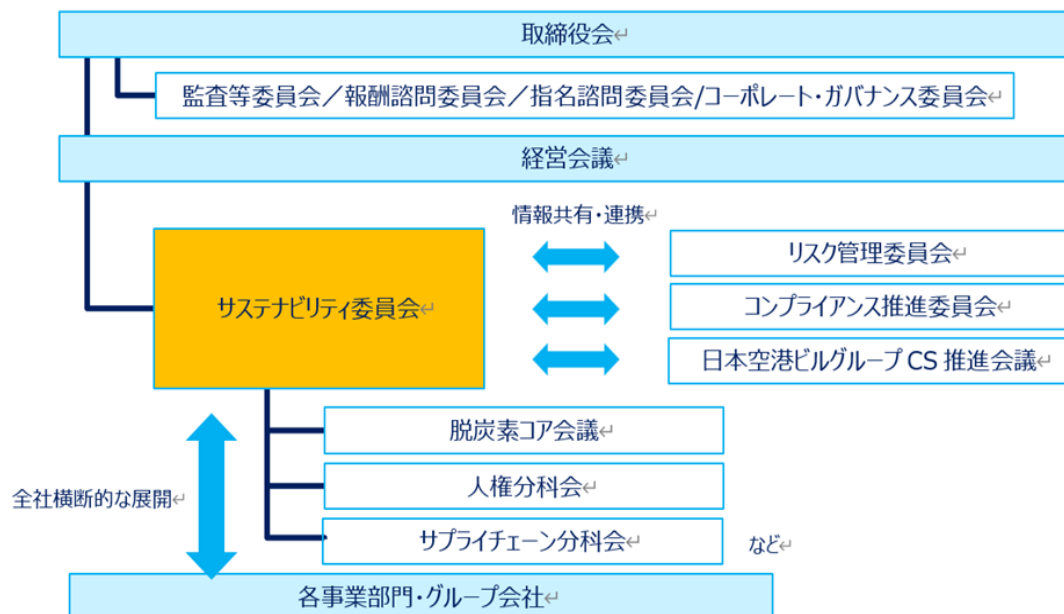 取締役会↵
監査等委員会／報酬諮問委員会／指名諮問委員会/コーポレート・ガバナンス委員会↵
経営会議↵
情報共有・連携↵
サステナビリティ委員会↵
リスク管理委員会↵
コンプライアンス推進委員会↵
日本空港ビルグループ CS 推進会議↵
脱炭素コア会議↵
人権分科会↵
全社横断的な展開↵
サプライチェーン分科会↵
など↵
各事業部門・グループ会社↵